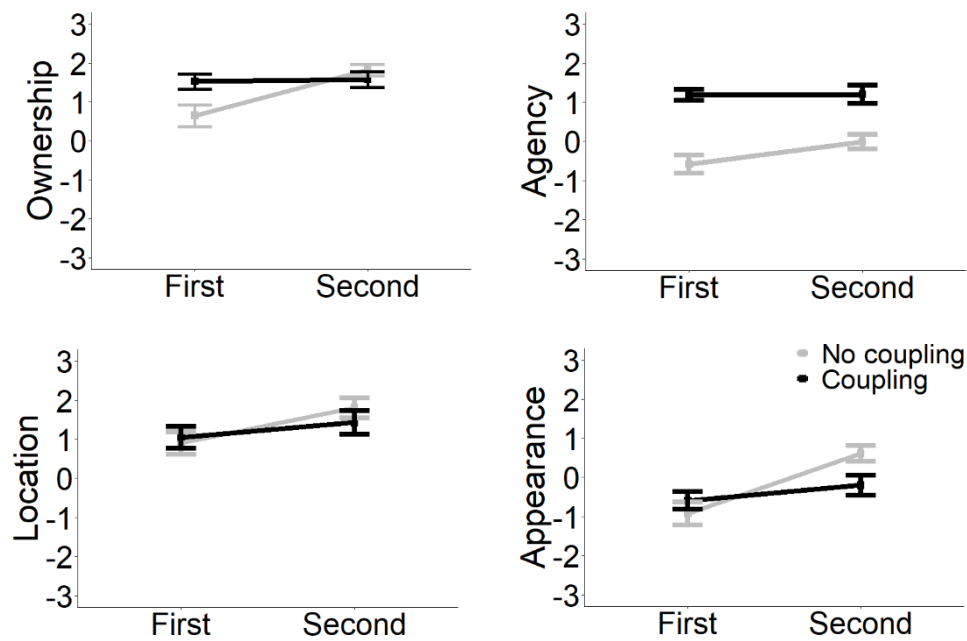 Ownership
3
2
1
0
-1
-2
-3
First Second
Agency
3
2
1
0
-1
-2
-3
First Second
Location
3
2
1
0
-1
-2
-3
First Second
Appearance
3
2
1
0
-1
-2
-3
First Second
No coupling
Coupling